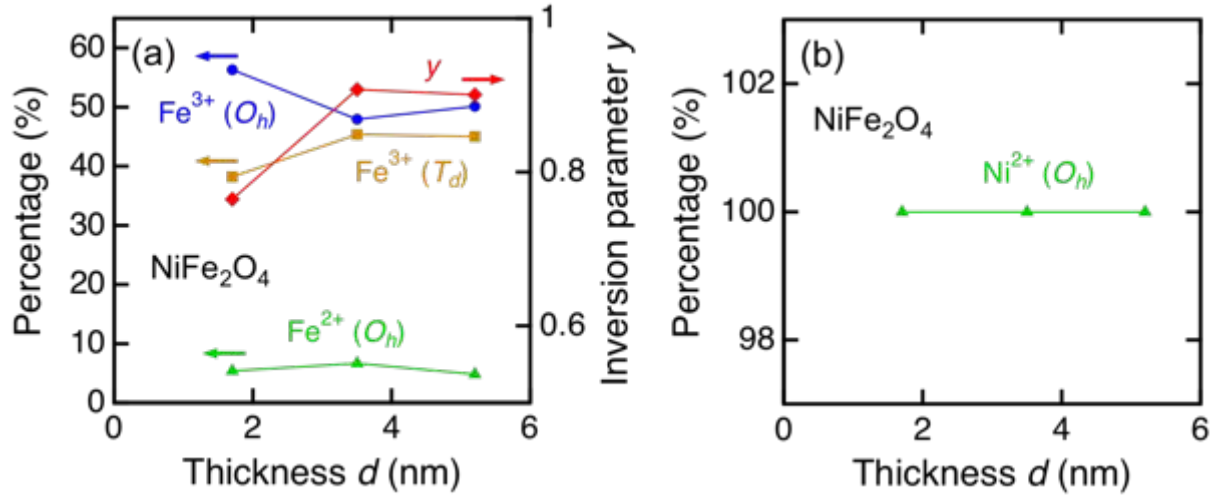 (a)
1
60
50
40
30
20
10
0
Percentage (%)
Fe³⁺ (Oₕ)
y
Fe³⁺ (T_d)
NiFe₂O₄
Fe²⁺ (Oₕ)
0.8
0.6
Inversion parameter y
0 2 4 6
Thickness d (nm)
(b)
102
100
98
Percentage (%)
NiFe₂O₄
Ni²⁺ (Oₕ)
0 2 4 6
Thickness d (nm)